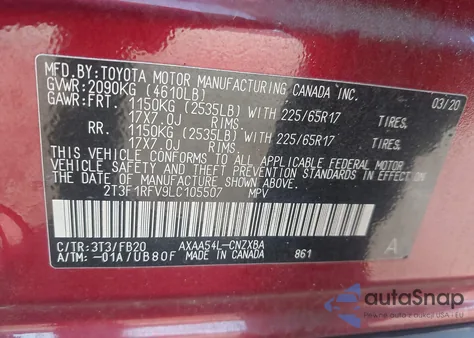 MFD.BY:TOYOTA MOTOR MANUFACTURING CANADA INC.
GVWR:2090KG (4610LB) 03/20
GAWR:FRT. 1150KG (2535LB) WITH 225/65R17 TIRES,
17X7.0J RIMS,
RR. 1150KG (2535LB) WITH 225/65R17 TIRES,
17X7.0J RIMS,
THIS VEHICLE CONFORMS TO ALL APPLICABLE FEDERAL MOTOR
VEHICLE SAFETY AND BUMPER STANDARDS IN EFFECT ON THE
DATE OF MANUFACTURE SHOWN ABOVE.
2T3F1RFV9LC105507 MPV
C/TR:3T3/FB20 AXAA54L-CNZXBA A
A/TM: -01A/UB80F MADE IN CANADA 861
autoSnap